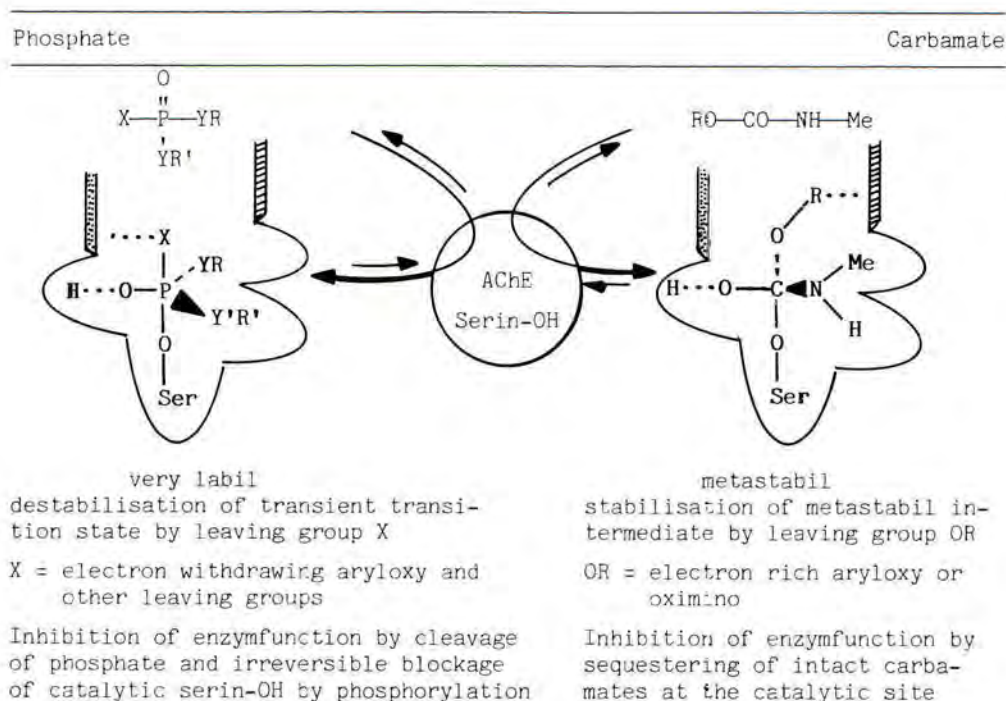 Phosphate Carbamate
O
X—P—YR
YR'
RO—CO—NH—Me
X
YR
H···O—P
Y'R'
O
Ser
AChE
Serin-OH
R
O
Me
H···O—C—N
H
O
Ser
very labil
destabilisation of transient transi-
tion state by leaving group X
X = electron withdrawing aryloxy and
other leaving groups
Inhibition of enzymfunction by cleavage
of phosphate and irreversible blockage
of catalytic serin-OH by phosphorylation
metastabil
stabilisation of metastabil in-
termediate by leaving group OR
OR = electron rich aryloxy or
oximino
Inhibition of enzymfunction by
sequestering of intact carba-
mates at the catalytic site